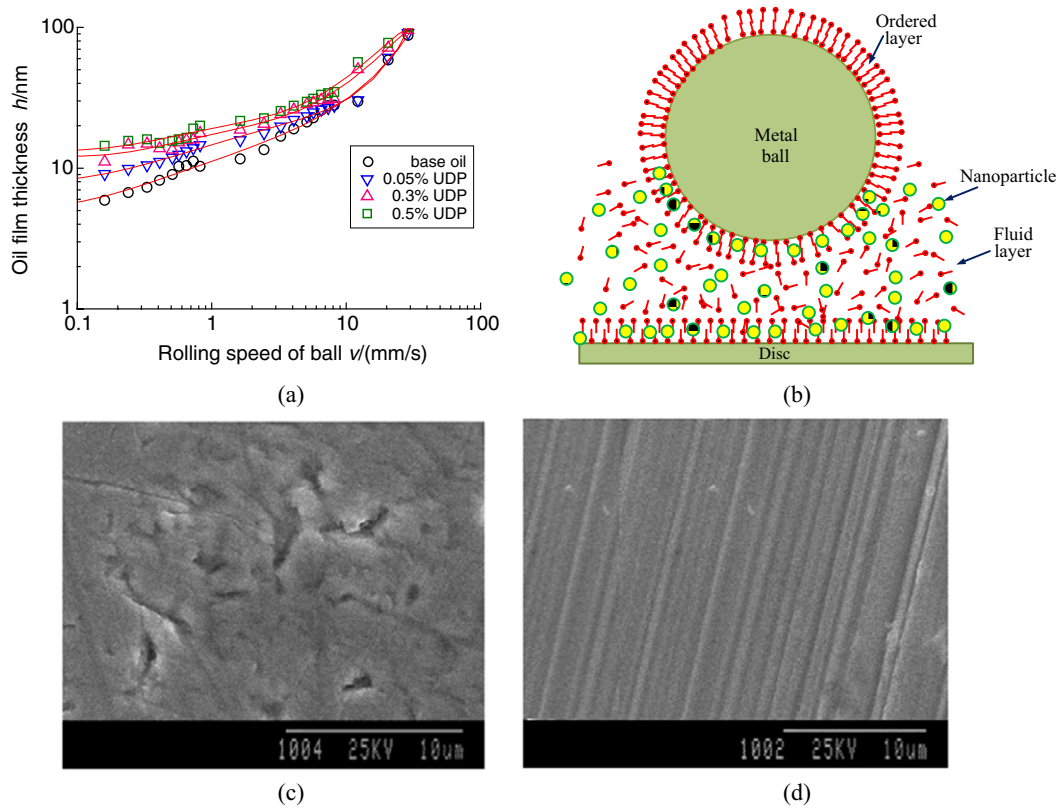 100
10
1
0.1
1
10
100
Oil film thickness h/nm
Rolling speed of ball v/(mm/s)
base oil
0.05% UDP
0.3% UDP
0.5% UDP
(a)
Ordered
layer
Metal
ball
Nanoparticle
Fluid
layer
Disc
(b)
1004 25KV 10um
(c)
1002 25KV 10um
(d)